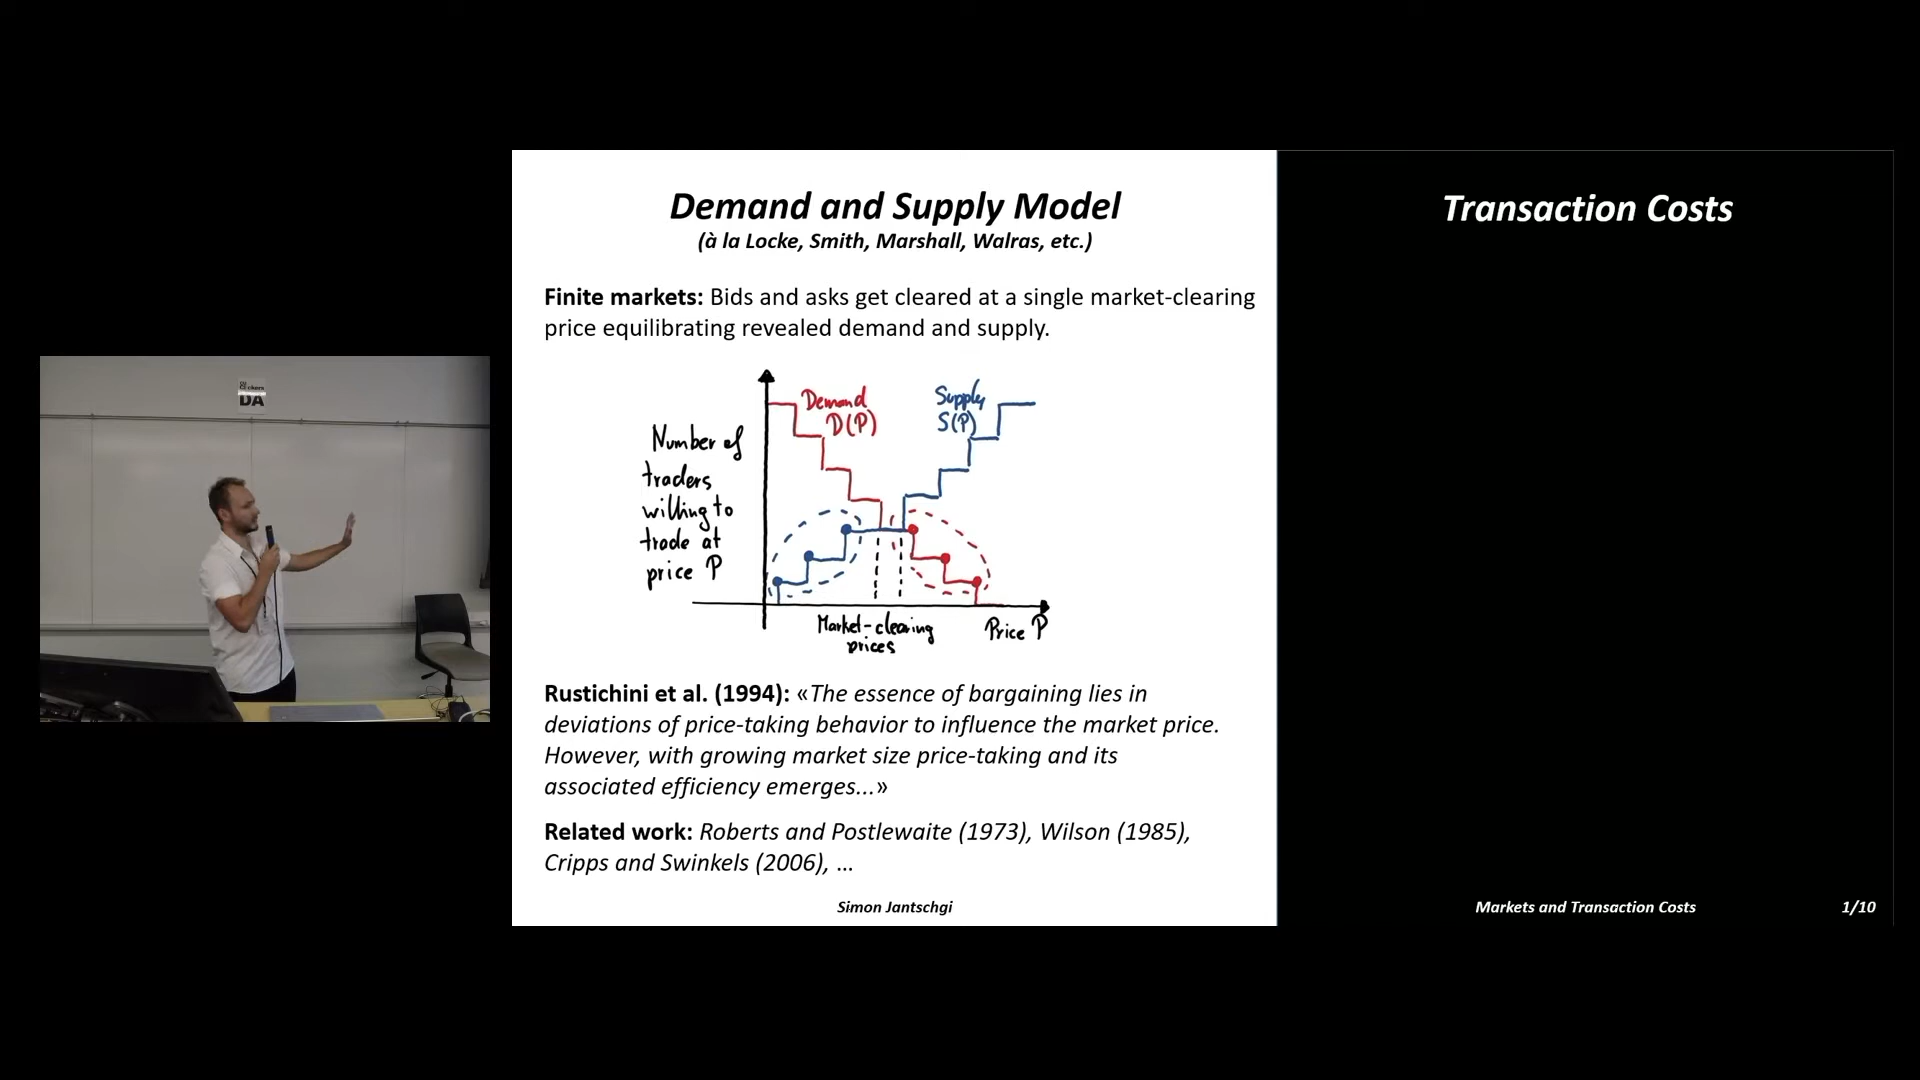 DA
Demand and Supply Model
(à la Locke, Smith, Marshall, Walras, etc.)
Finite markets: Bids and asks get cleared at a single market-clearing
price equilibrating revealed demand and supply.
Demand
D(P)
Supply
S(P)
Number of
traders
willing to
trade at
price P
Market-clearing
prices
Price P
Rustichini et al. (1994): «The essence of bargaining lies in
deviations of price-taking behavior to influence the market price.
However, with growing market size price-taking and its
associated efficiency emerges...»
Related work: Roberts and Postlewaite (1973), Wilson (1985),
Cripps and Swinkels (2006), ...
Simon Jantschgi
Transaction Costs
Markets and Transaction Costs
1/10